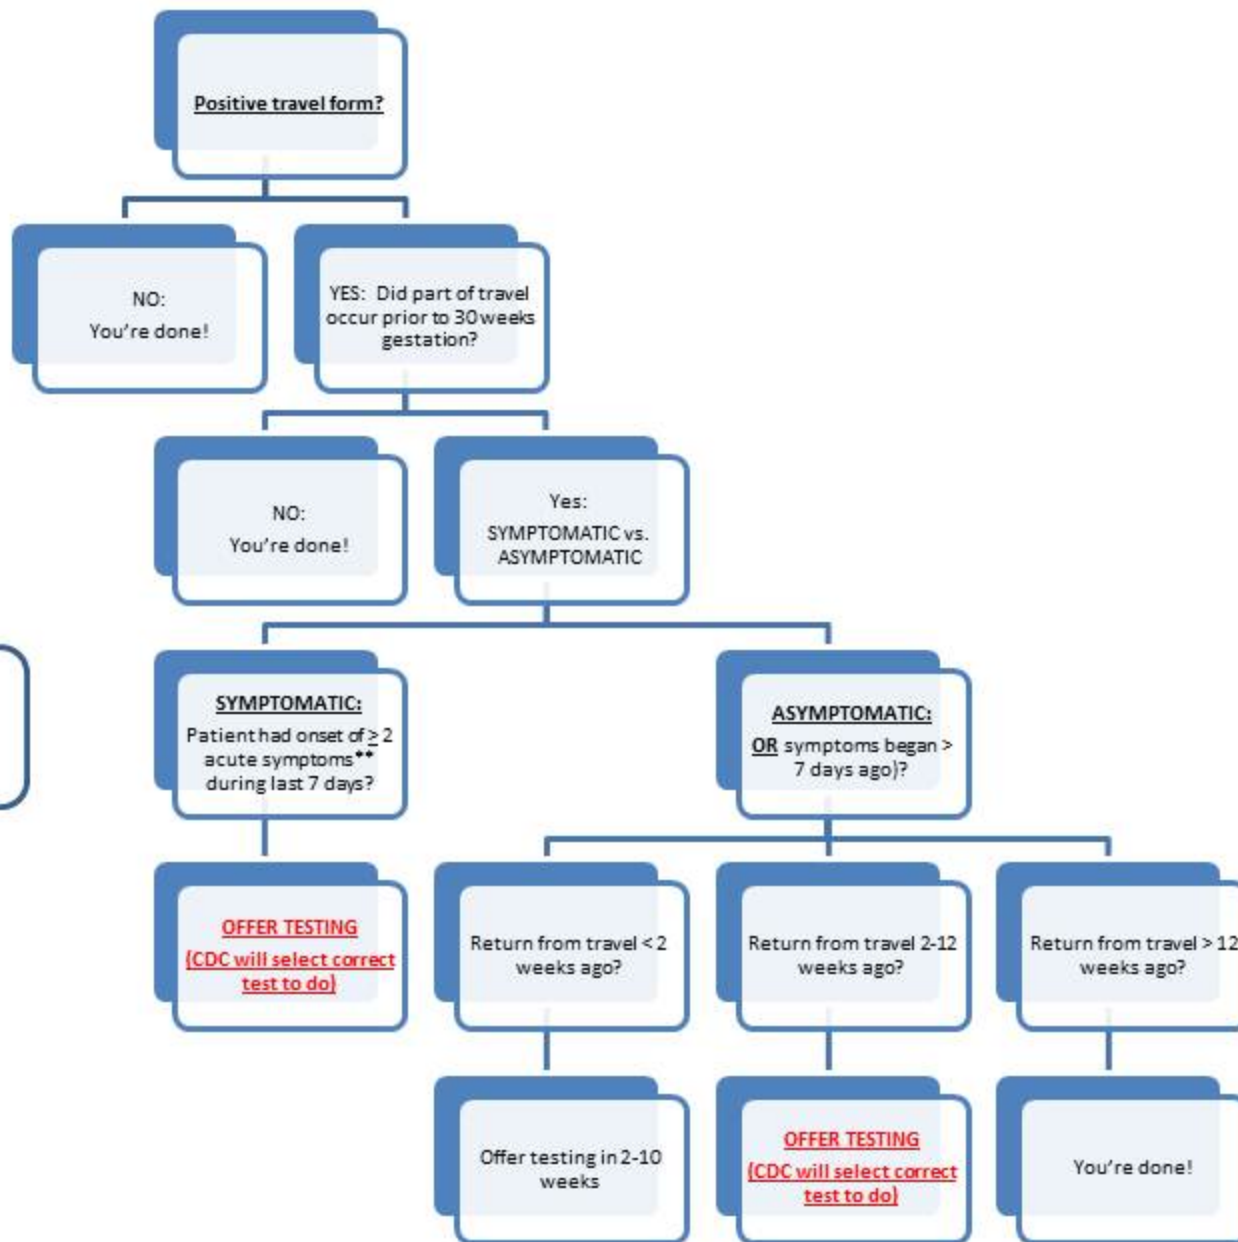 Positive travel form?
NO:
You're done!
YES:  Did part of travel
occur prior to 30 weeks
gestation?
NO:
You're done!
Yes:
SYMPTOMATIC vs.
ASYMPTOMATIC
SYMPTOMATIC:
Patient had onset of ≥ 2
acute symptoms**
during last 7 days?
ASYMPTOMATIC:
OR symptoms began >
7 days ago)?
OFFER TESTING
(CDC will select correct
test to do)
Return from travel < 2
weeks ago?
Return from travel 2-12
weeks ago?
Return from travel > 12
weeks ago?
Offer testing in 2-10
weeks
OFFER TESTING
(CDC will select correct
test to do)
You're done!